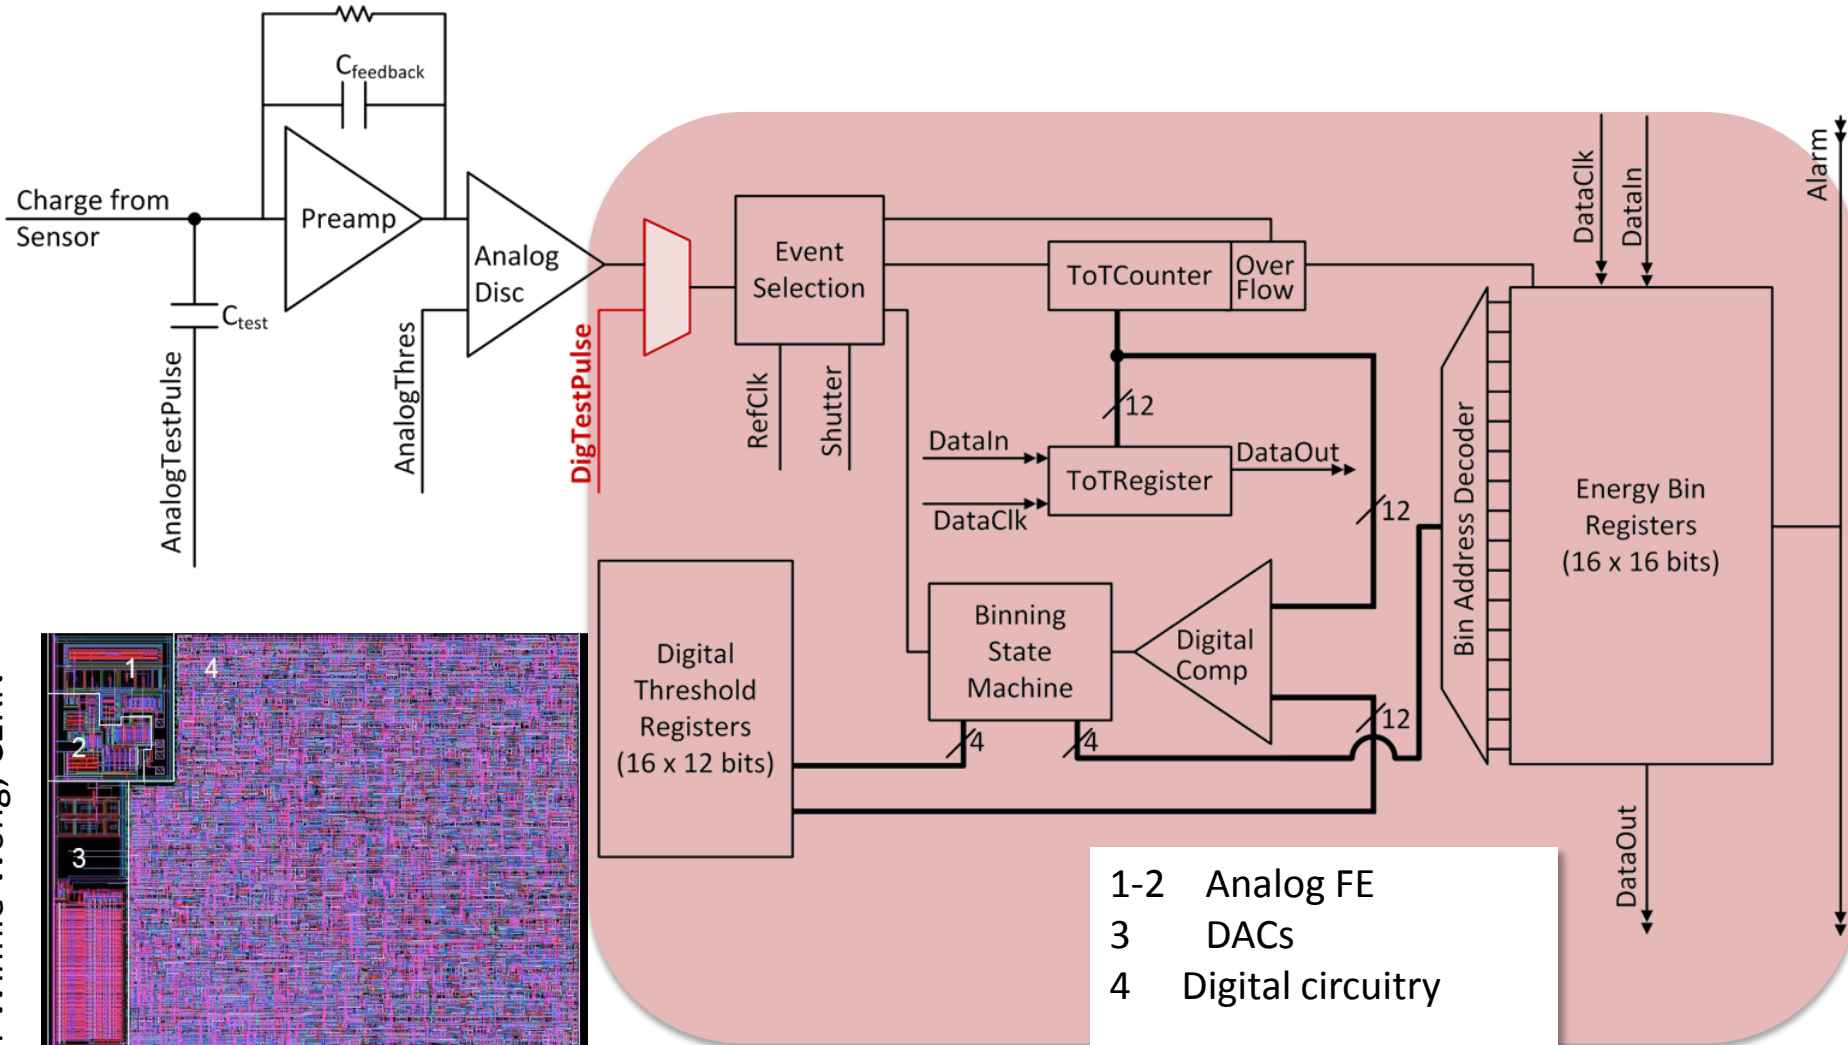 C feedback
Charge from
Sensor
Preamp
C test
AnalogTestPulse
Analog
Disc
AnalogThres
DigTestPulse
Event
Selection
RefClk
Shutter
ToTCounter
Over
Flow
12
DataIn
ToTRegister
DataOut
DataClk
12
Digital
Threshold
Registers
(16 x 12 bits)
Binning
State
Machine
Digital
Comp
4
4
12
Bin Address Decoder
DataClk
DataIn
Energy Bin
Registers
(16 x 16 bits)
Alarm
DataOut
1
2
3
4
1-2 Analog FE
3 DACs
4 Digital circuitry